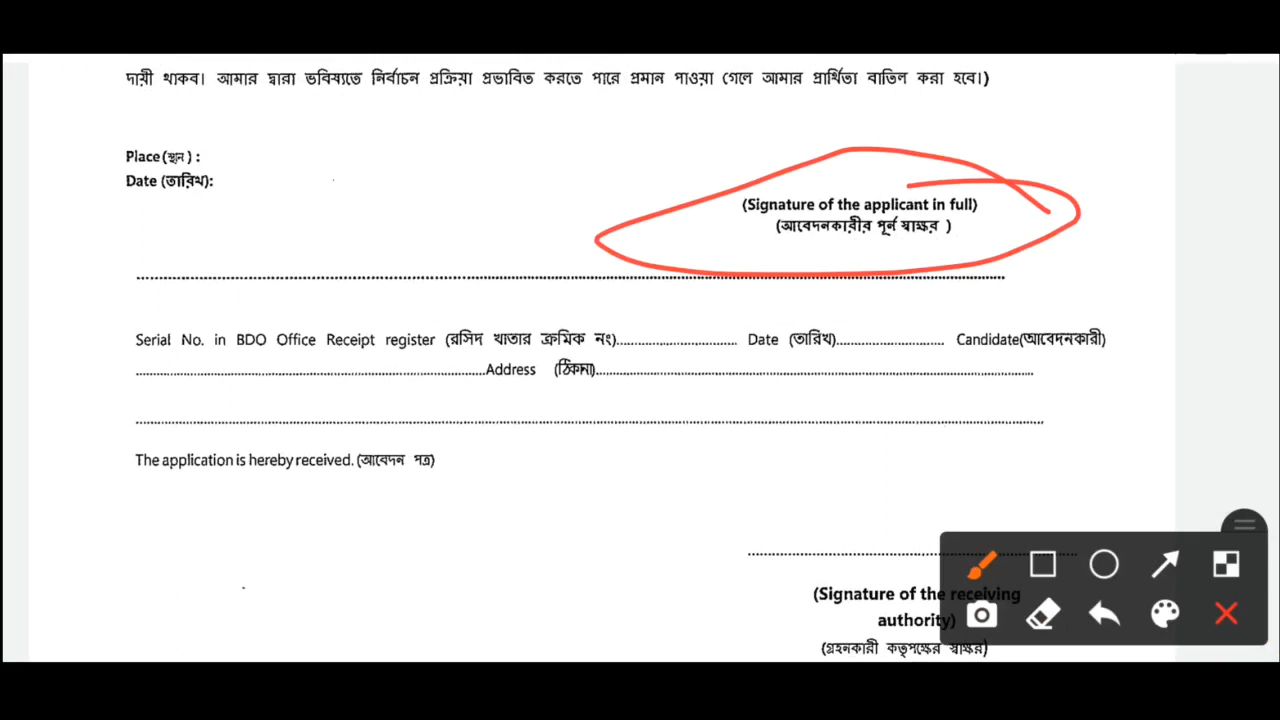 দায়ী থাকব। আমার দ্বারা ভবিষ্যতে নির্বাচন প্রক্রিয়া প্রভাবিত করতে পারে প্রমান পাওয়া গেলে আমার প্রার্থিতা বাতিল করা হবে।)
Place (স্থান) :
Date (তারিখ):
(Signature of the applicant in full)
(আবেদনকারীর পূর্ন স্বাক্ষর )
Serial No. in BDO Office Receipt register (রসিদ খাতার ক্রমিক নং)................................ Date (তারিখ)............................. Candidate(আবেদনকারী)
...............................................................................................Address (ঠিকানা)........................................................................................................................
The application is hereby received. (আবেদন পত্র)
(Signature of the receiving
authority)
(গ্রহনকারী কতৃপক্ষের স্বাক্ষর)